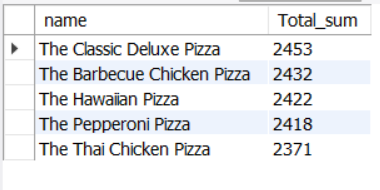 name Total_sum
The Classic Deluxe Pizza 2453
The Barbecue Chicken Pizza 2432
The Hawaiian Pizza 2422
The Pepperoni Pizza 2418
The Thai Chicken Pizza 2371